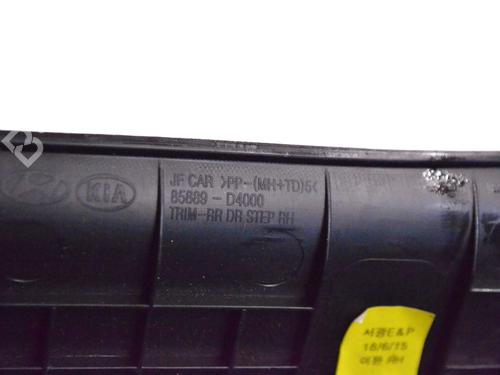 JF CAR >PP-(MH+TD)5<
85889 - D4000
TRIM-RR DR STEP RH
KIA
서광E&P
18/6/15